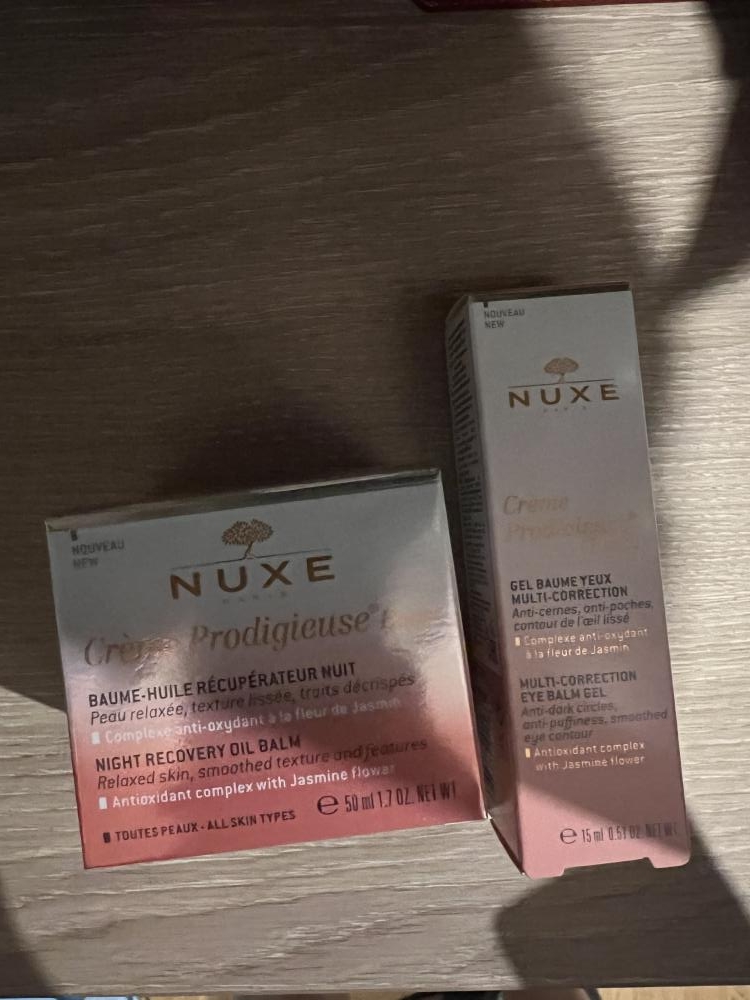 NOUVEAU
NEW
NUXE
PARIS
Crème Prodigieuse®
BAUME-HUILE RÉCUPÉRATEUR NUIT
Peau relaxée, texture lissée, traits décrispés
Complexe anti-oxydant à la fleur de Jasmin
NIGHT RECOVERY OIL BALM
Relaxed skin, smoothed texture and features
Antioxidant complex with Jasmine flower
℮ 50 ml 1.7 OZ. NET WT
TOUTES PEAUX - ALL SKIN TYPES
NOUVEAU
NEW
NUXE
PARIS
Crème
Prodigieuse®
GEL BAUME YEUX
MULTI-CORRECTION
Anti-cernes, anti-poches,
contour de l'œil lissé
Complexe anti-oxydant
à la fleur de Jasmin
MULTI-CORRECTION
EYE BALM GEL
Anti-dark circles,
anti-puffiness, smoothed
eye contour
Antioxidant complex
with Jasmine flower
℮ 15 ml 0.51 OZ. NET WT